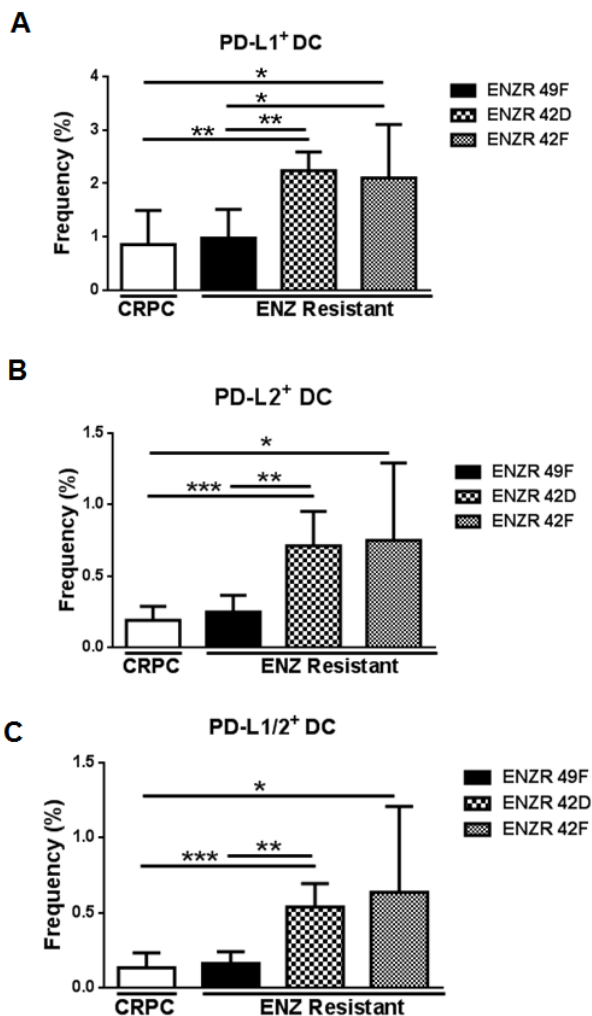 A
PD-L1+ DC
Frequency (%)
4
3
2
1
0
*
*
**
**
CRPC
ENZ Resistant
ENZR 49F
ENZR 42D
ENZR 42F
B
PD-L2+ DC
Frequency (%)
1.5
1.0
0.5
0.0
*
**
***
CRPC
ENZ Resistant
ENZR 49F
ENZR 42D
ENZR 42F
C
PD-L1/2+ DC
Frequency (%)
1.5
1.0
0.5
0.0
*
**
***
CRPC
ENZ Resistant
ENZR 49F
ENZR 42D
ENZR 42F